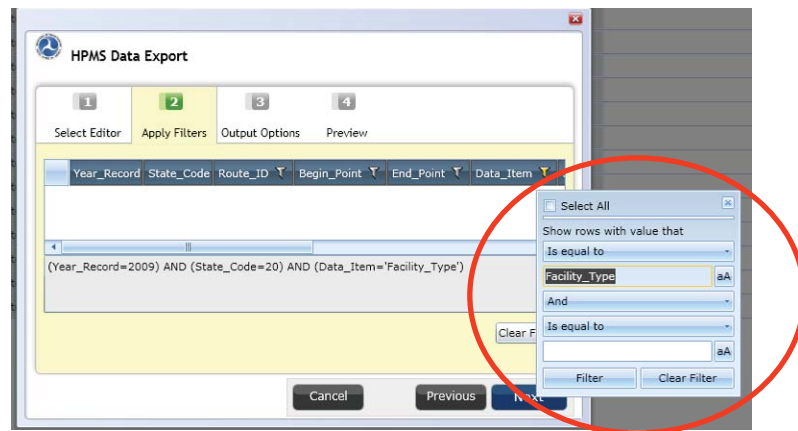 HPMS Data Export
1 2 3 4
Select Editor Apply Filters Output Options Preview
Year_Record State_Code Route_ID Begin_Point End_Point Data_Item
Select All
Show rows with value that
Is equal to
(Year_Record=2009) AND (State_Code=20) AND (Data_Item='Facility_Type')
Facility_Type aA
And
Is equal to
Clear F
aA
Filter Clear Filter
Cancel Previous Next